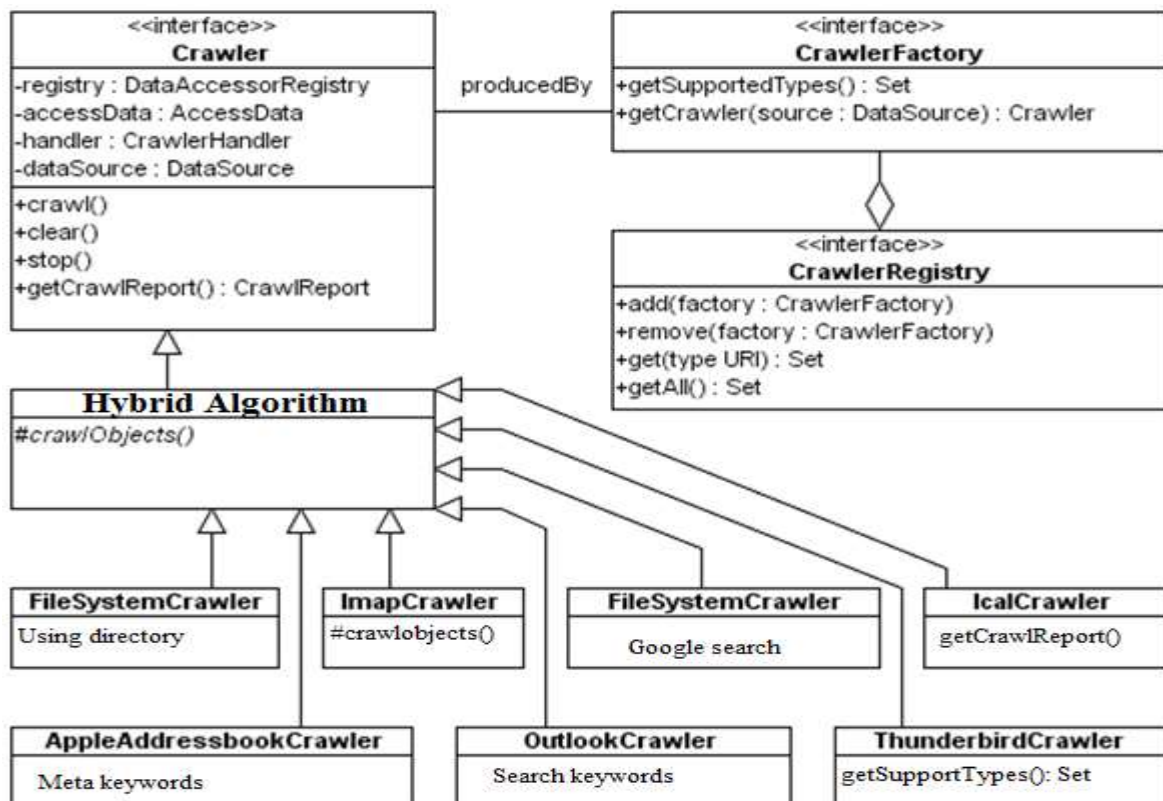 <<interface>>
Crawler
-registry : DataAccessorRegistry
-accessData : AccessData
-handler : CrawlerHandler
-dataSource : DataSource
+crawl()
+clear()
+stop()
+getCrawlReport() : CrawlReport
producedBy
<<interface>>
CrawlerFactory
+getSupportedTypes() : Set
+getCrawler(source : DataSource) : Crawler
<<interface>>
CrawlerRegistry
+add(factory : CrawlerFactory)
+remove(factory : CrawlerFactory)
+get(type URI) : Set
+getAll() : Set
Hybrid Algorithm
#crawlObjects()
FileSystemCrawler
Using directory
ImapCrawler
#crawlobjects()
FileSystemCrawler
Google search
IcalCrawler
getCrawlReport()
AppleAddressbookCrawler
Meta keywords
OutlookCrawler
Search keywords
ThunderbirdCrawler
getSupportTypes(): Set